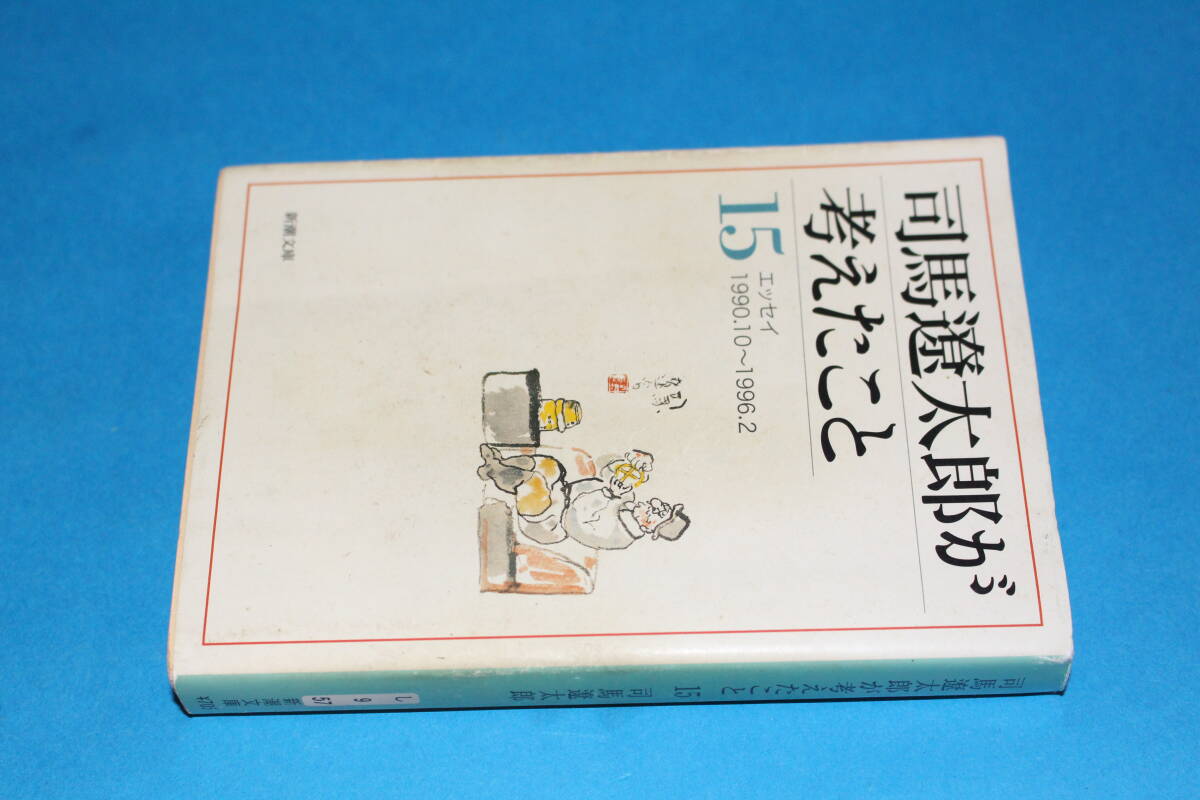 司馬遼太郎が
考えたこと
15
エッセイ
1990.10～1996.2
新潮文庫
司馬遼太郎が考えたこと 15
司馬遼太郎
し
9
57
新潮文庫